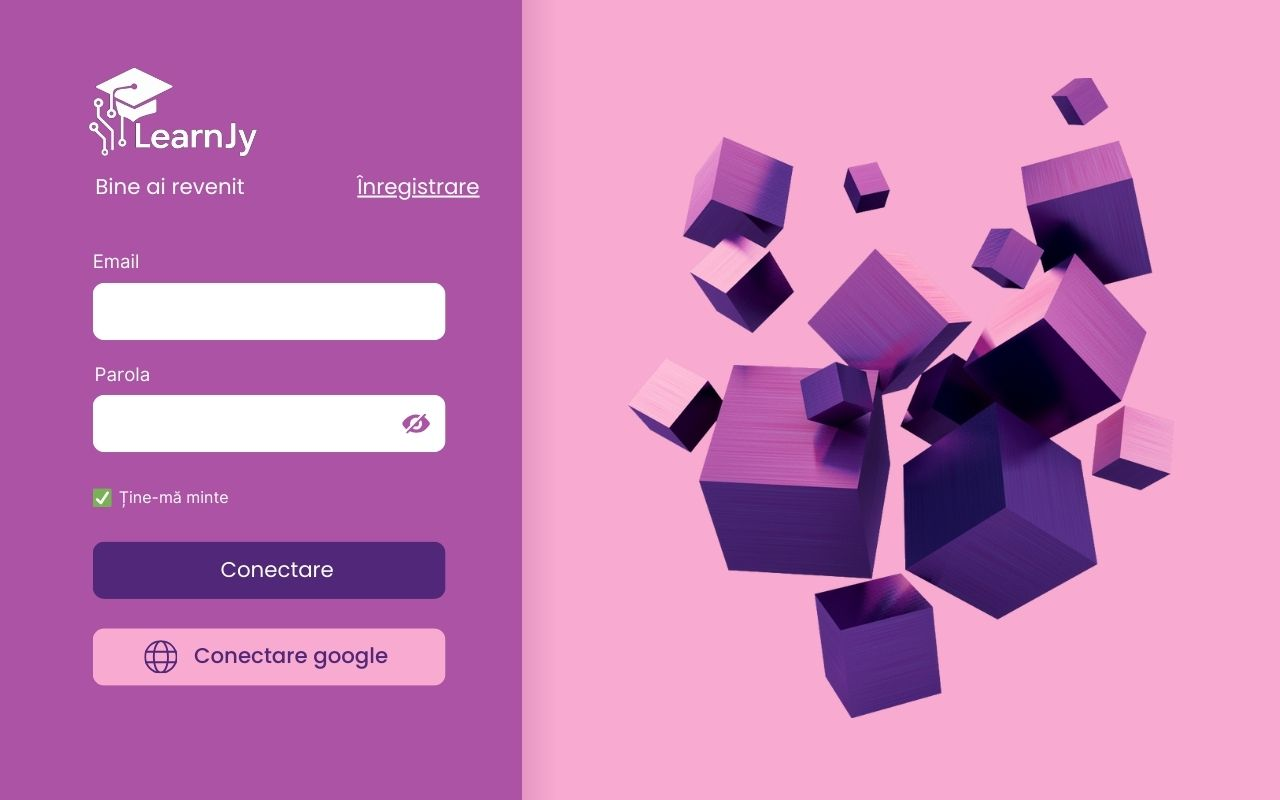 LearnJy
Bine ai revenit
Înregistrare
Email
Parola
Ține-mă minte
Conectare
Conectare google